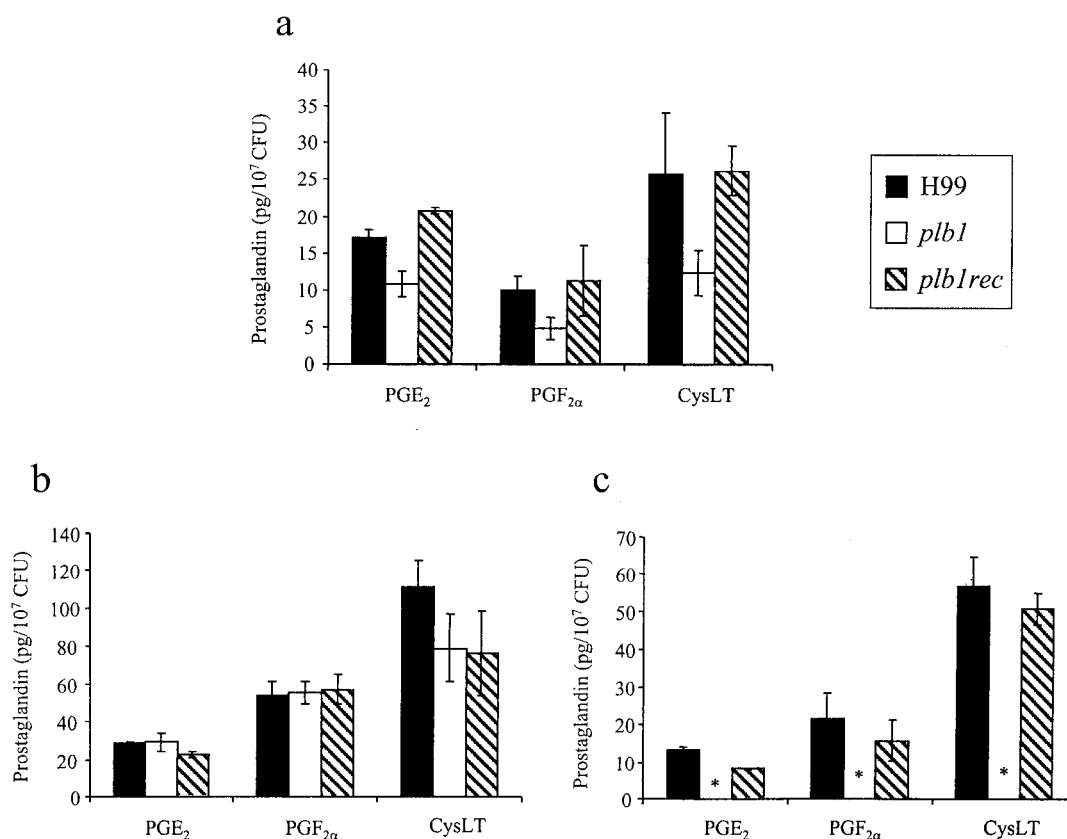 a
Prostaglandin (pg/10⁷ CFU)
40
35
30
25
20
15
10
5
0
PGE₂ PGF₂α CysLT
H99
plb1
plb1rec
b
Prostaglandin (pg/10⁷ CFU)
140
120
100
80
60
40
20
0
PGE₂ PGF₂α CysLT
c
Prostaglandin (pg/10⁷ CFU)
70
60
50
40
30
20
10
0
* * *
PGE₂ PGF₂α CysLT